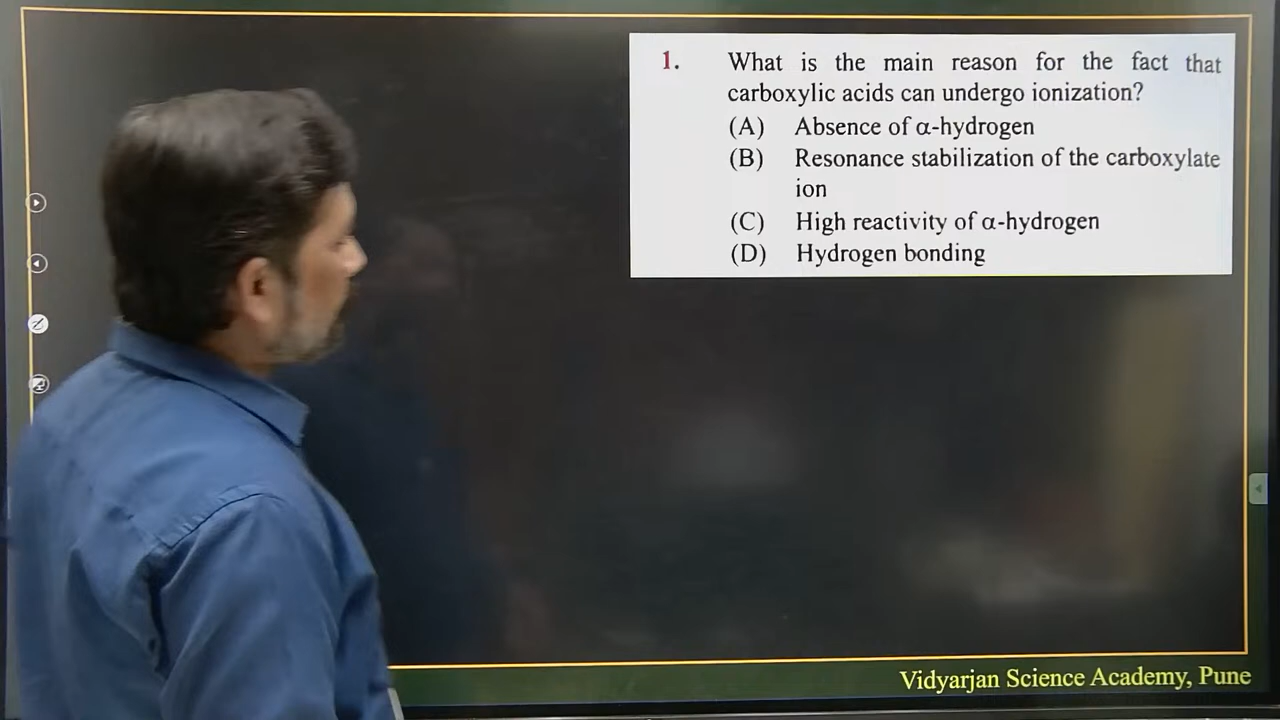 1. What is the main reason for the fact that
carboxylic acids can undergo ionization?
(A) Absence of α-hydrogen
(B) Resonance stabilization of the carboxylate
ion
(C) High reactivity of α-hydrogen
(D) Hydrogen bonding
Vidyarjan Science Academy, Pune